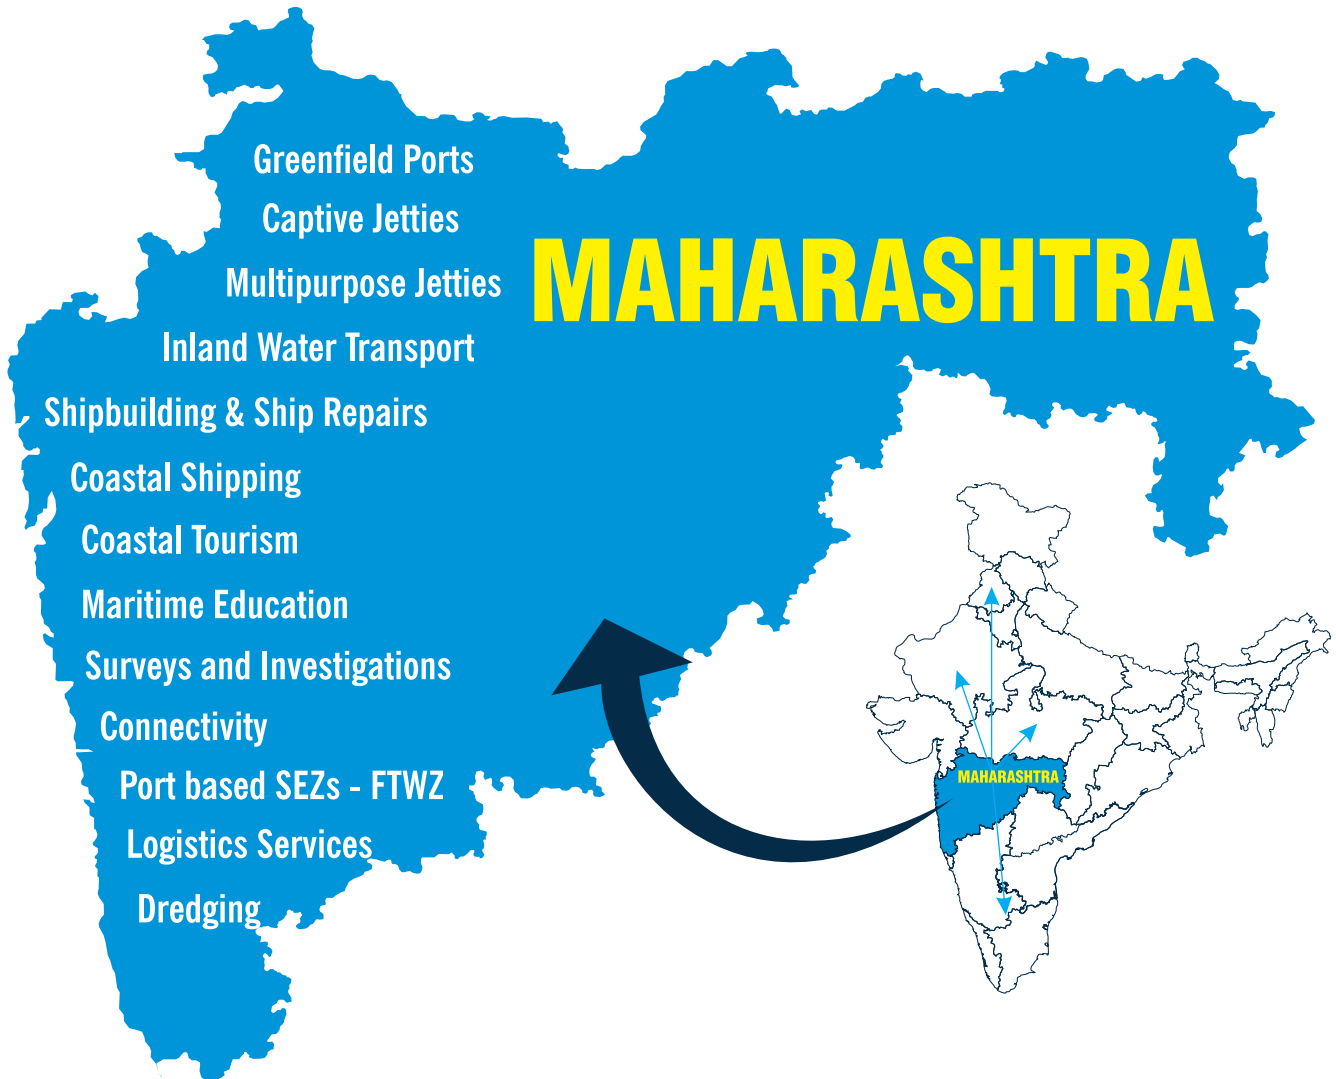 Greenfield Ports
Captive Jetties
Multipurpose Jetties
MAHARASHTRA
Inland Water Transport
Shipbuilding & Ship Repairs
Coastal Shipping
Coastal Tourism
Maritime Education
Surveys and Investigations
Connectivity
Port based SEZs - FTWZ
Logistics Services
Dredging
MAHARASHTRA